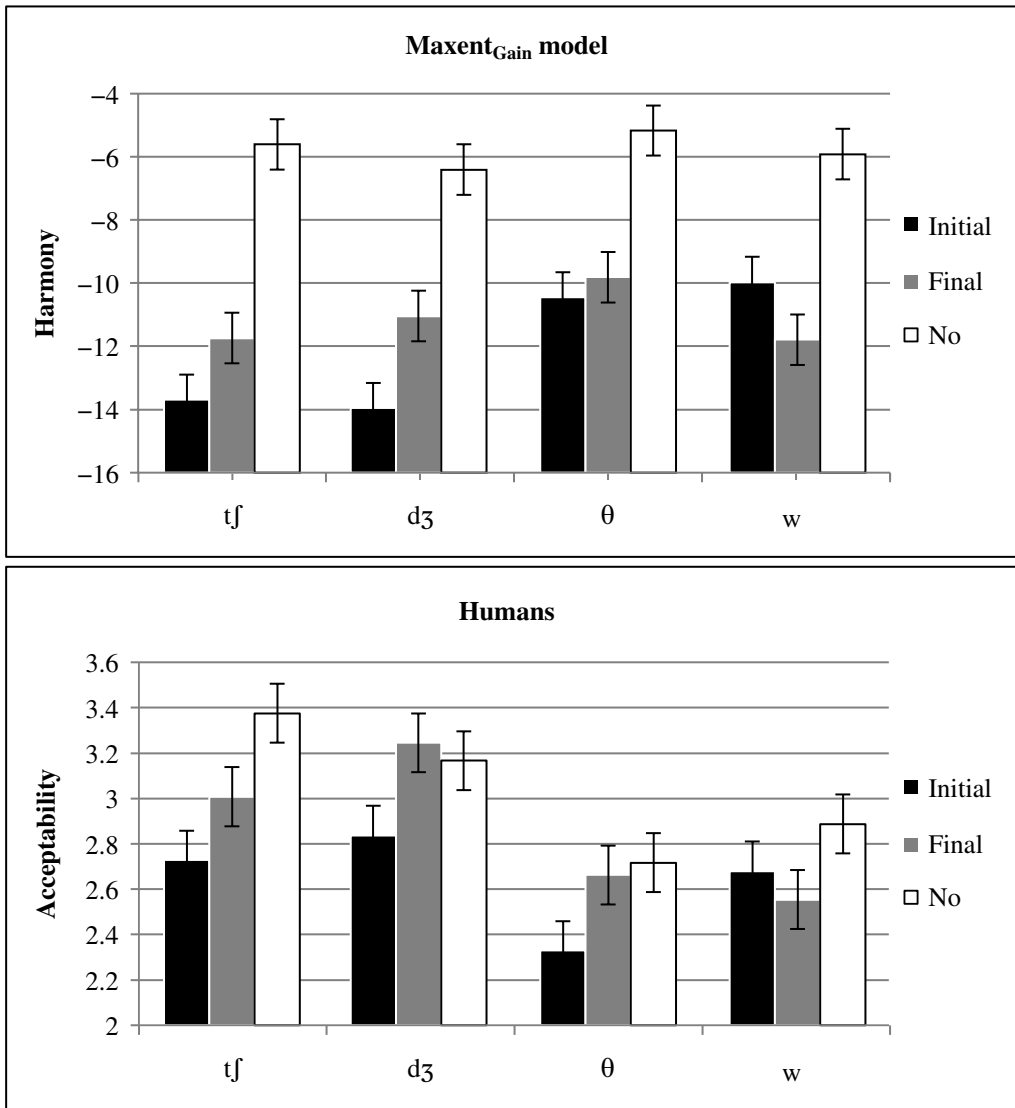 Maxent_Gain model
Harmony
−4
−6
−8
−10
−12
−14
−16
tʃ dʒ θ w
Initial
Final
No
Humans
Acceptability
3.6
3.4
3.2
3
2.8
2.6
2.4
2.2
2
tʃ dʒ θ w
Initial
Final
No